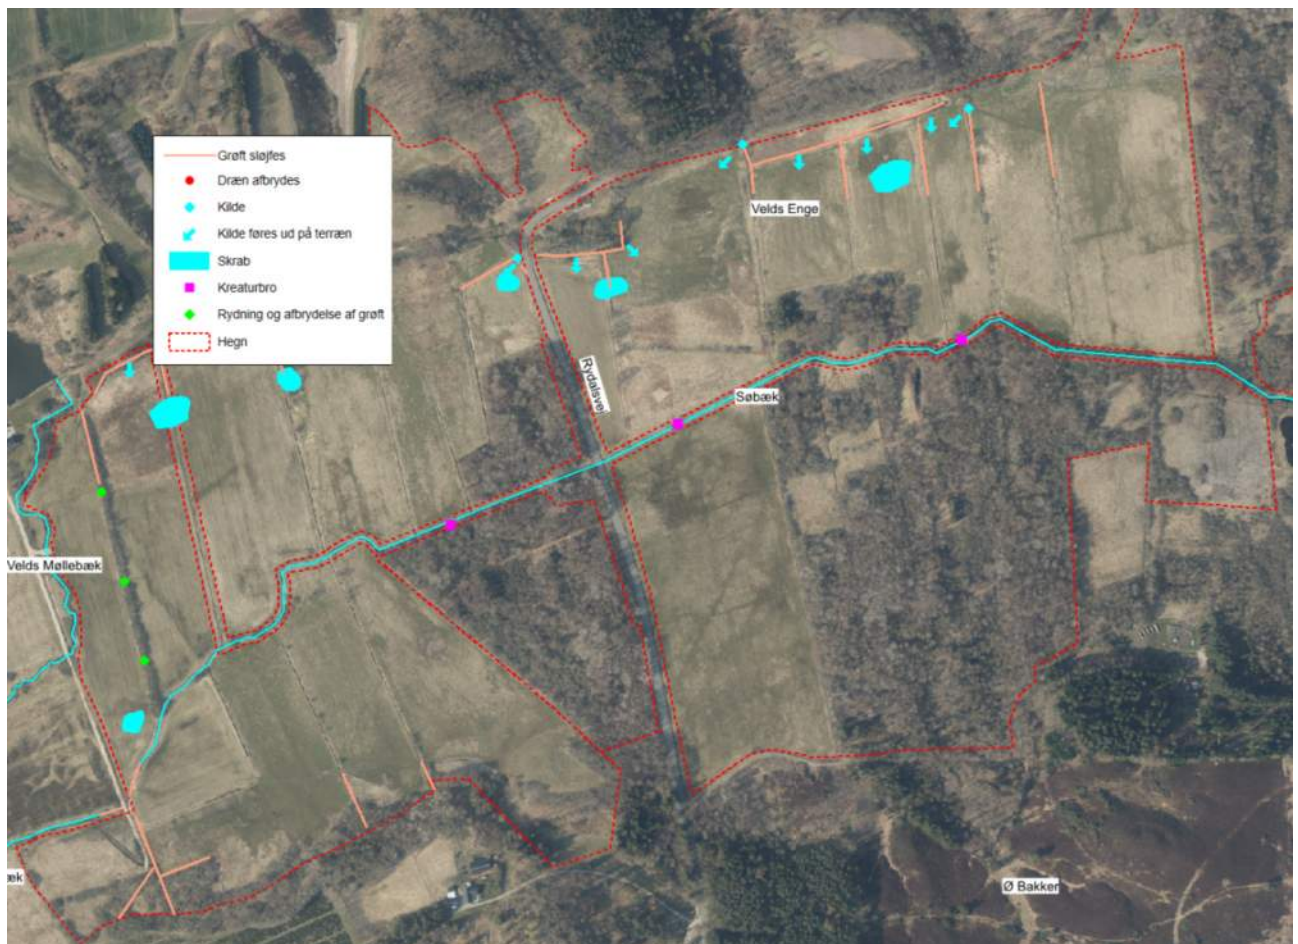 Grøft sløjfes
Dræn afbrydes
Kilde
Kilde føres ud på terræn
Skrab
Kreaturbro
Rydning og afbrydelse af grøft
Hegn
Velds Enge
Rydalsvej
Søbæk
Velds Møllebæk
æk
Ø Bakker